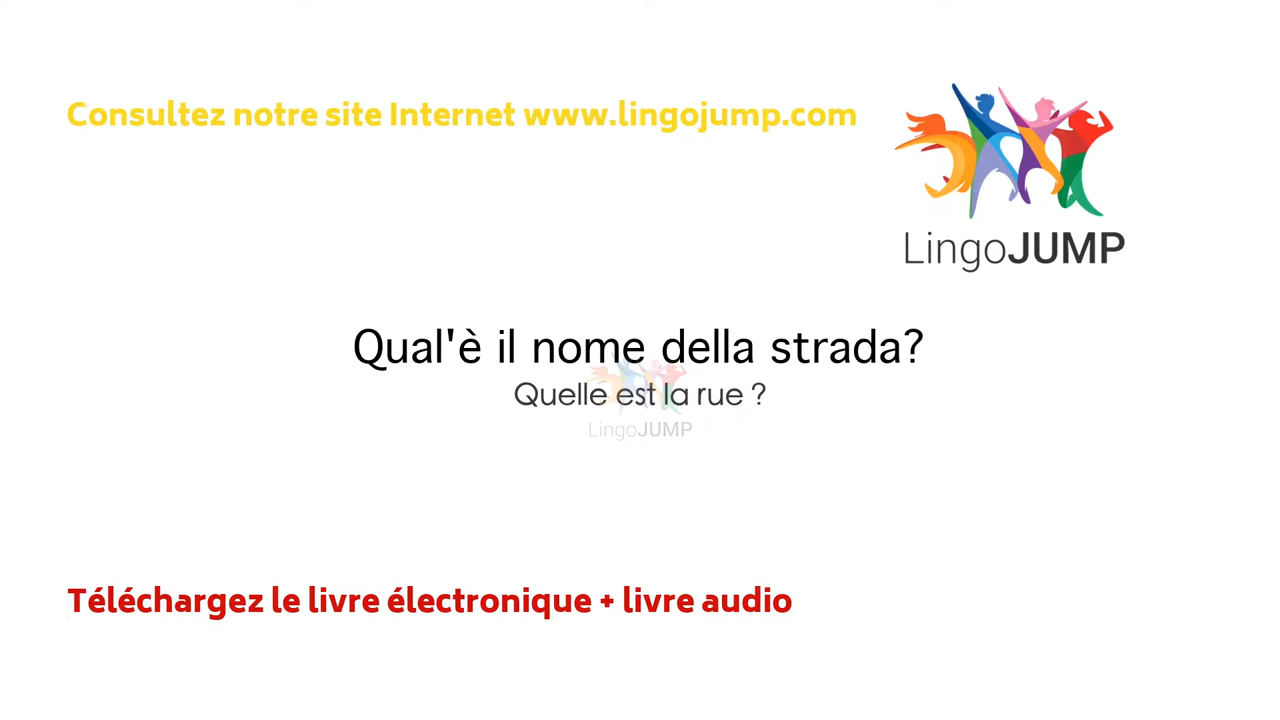 Consultez notre site Internet www.lingojump.com
LingoJUMP
Qual'è il nome della strada?
Quelle est la rue ?
LingoJUMP
Téléchargez le livre électronique + livre audio